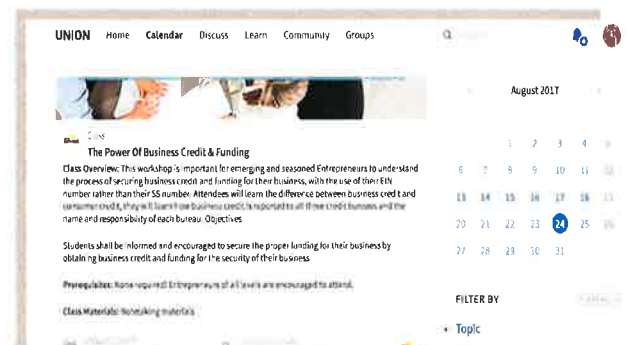 UNION Home Calendar Discuss Learn Community Groups
August 2017
Class
The Power Of Business Credit & Funding
Class Overview: This workshop is important for emerging and seasoned Entrepreneurs to understand
the process of securing business credit and funding for their business, with the use of their EIN
number rather than their SS number. Attendees will learn the difference between business credit and
consumer credit, they will learn how business credit is reported to all three credit bureaus and the
name and responsibility of each bureau. Objectives
Students shall be informed and encouraged to secure the proper funding for their business by
obtaining business credit and funding for the security of their business
Prerequisites: None required! Entrepreneurs of all levels are encouraged to attend.
Class Materials: Notetaking materials
1 2 3 4
6 7 8 9 10 11 12
13 14 15 16 17 18
20 21 22 23 24 25
27 28 29 30 31
FILTER BY
Topic